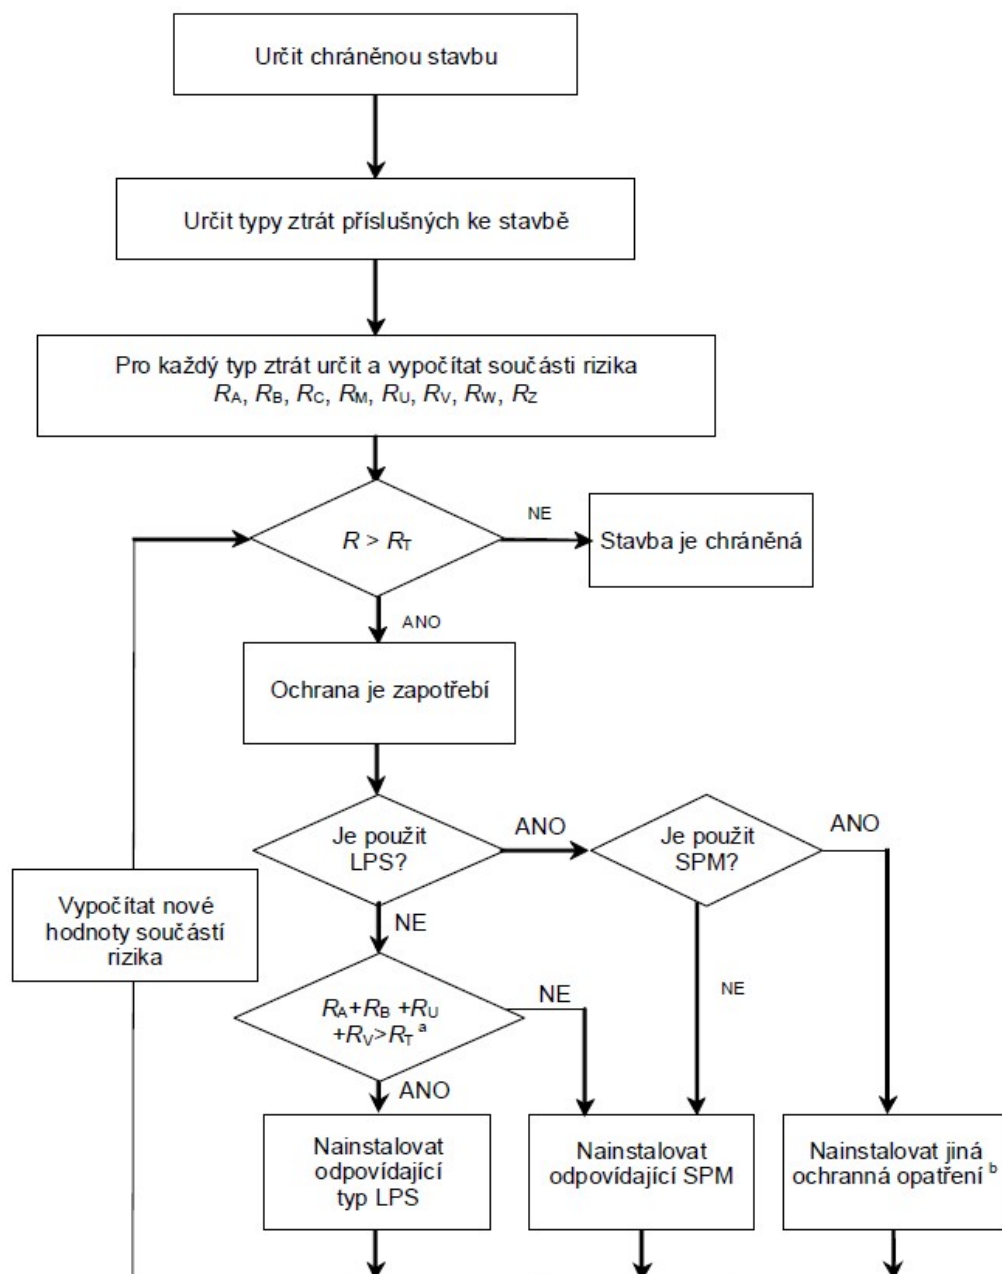 Určit chráněnou stavbu
Určit typy ztrát příslušných ke stavbě
Pro každý typ ztrát určit a vypočítat součásti rizika
RA, RB, RC, RM, RU, RV, RW, RZ
R > RT
NE
Stavba je chráněná
ANO
Ochrana je zapotřebí
Je použit
LPS?
ANO
Je použit
SPM?
ANO
Vypočítat nové
hodnoty součástí
rizika
NE
NE
RA+RB +RU
+RV>RT a
NE
ANO
Nainstalovat
odpovídající
typ LPS
Nainstalovat
odpovídající SPM
Nainstalovat jiná
ochranná opatření b